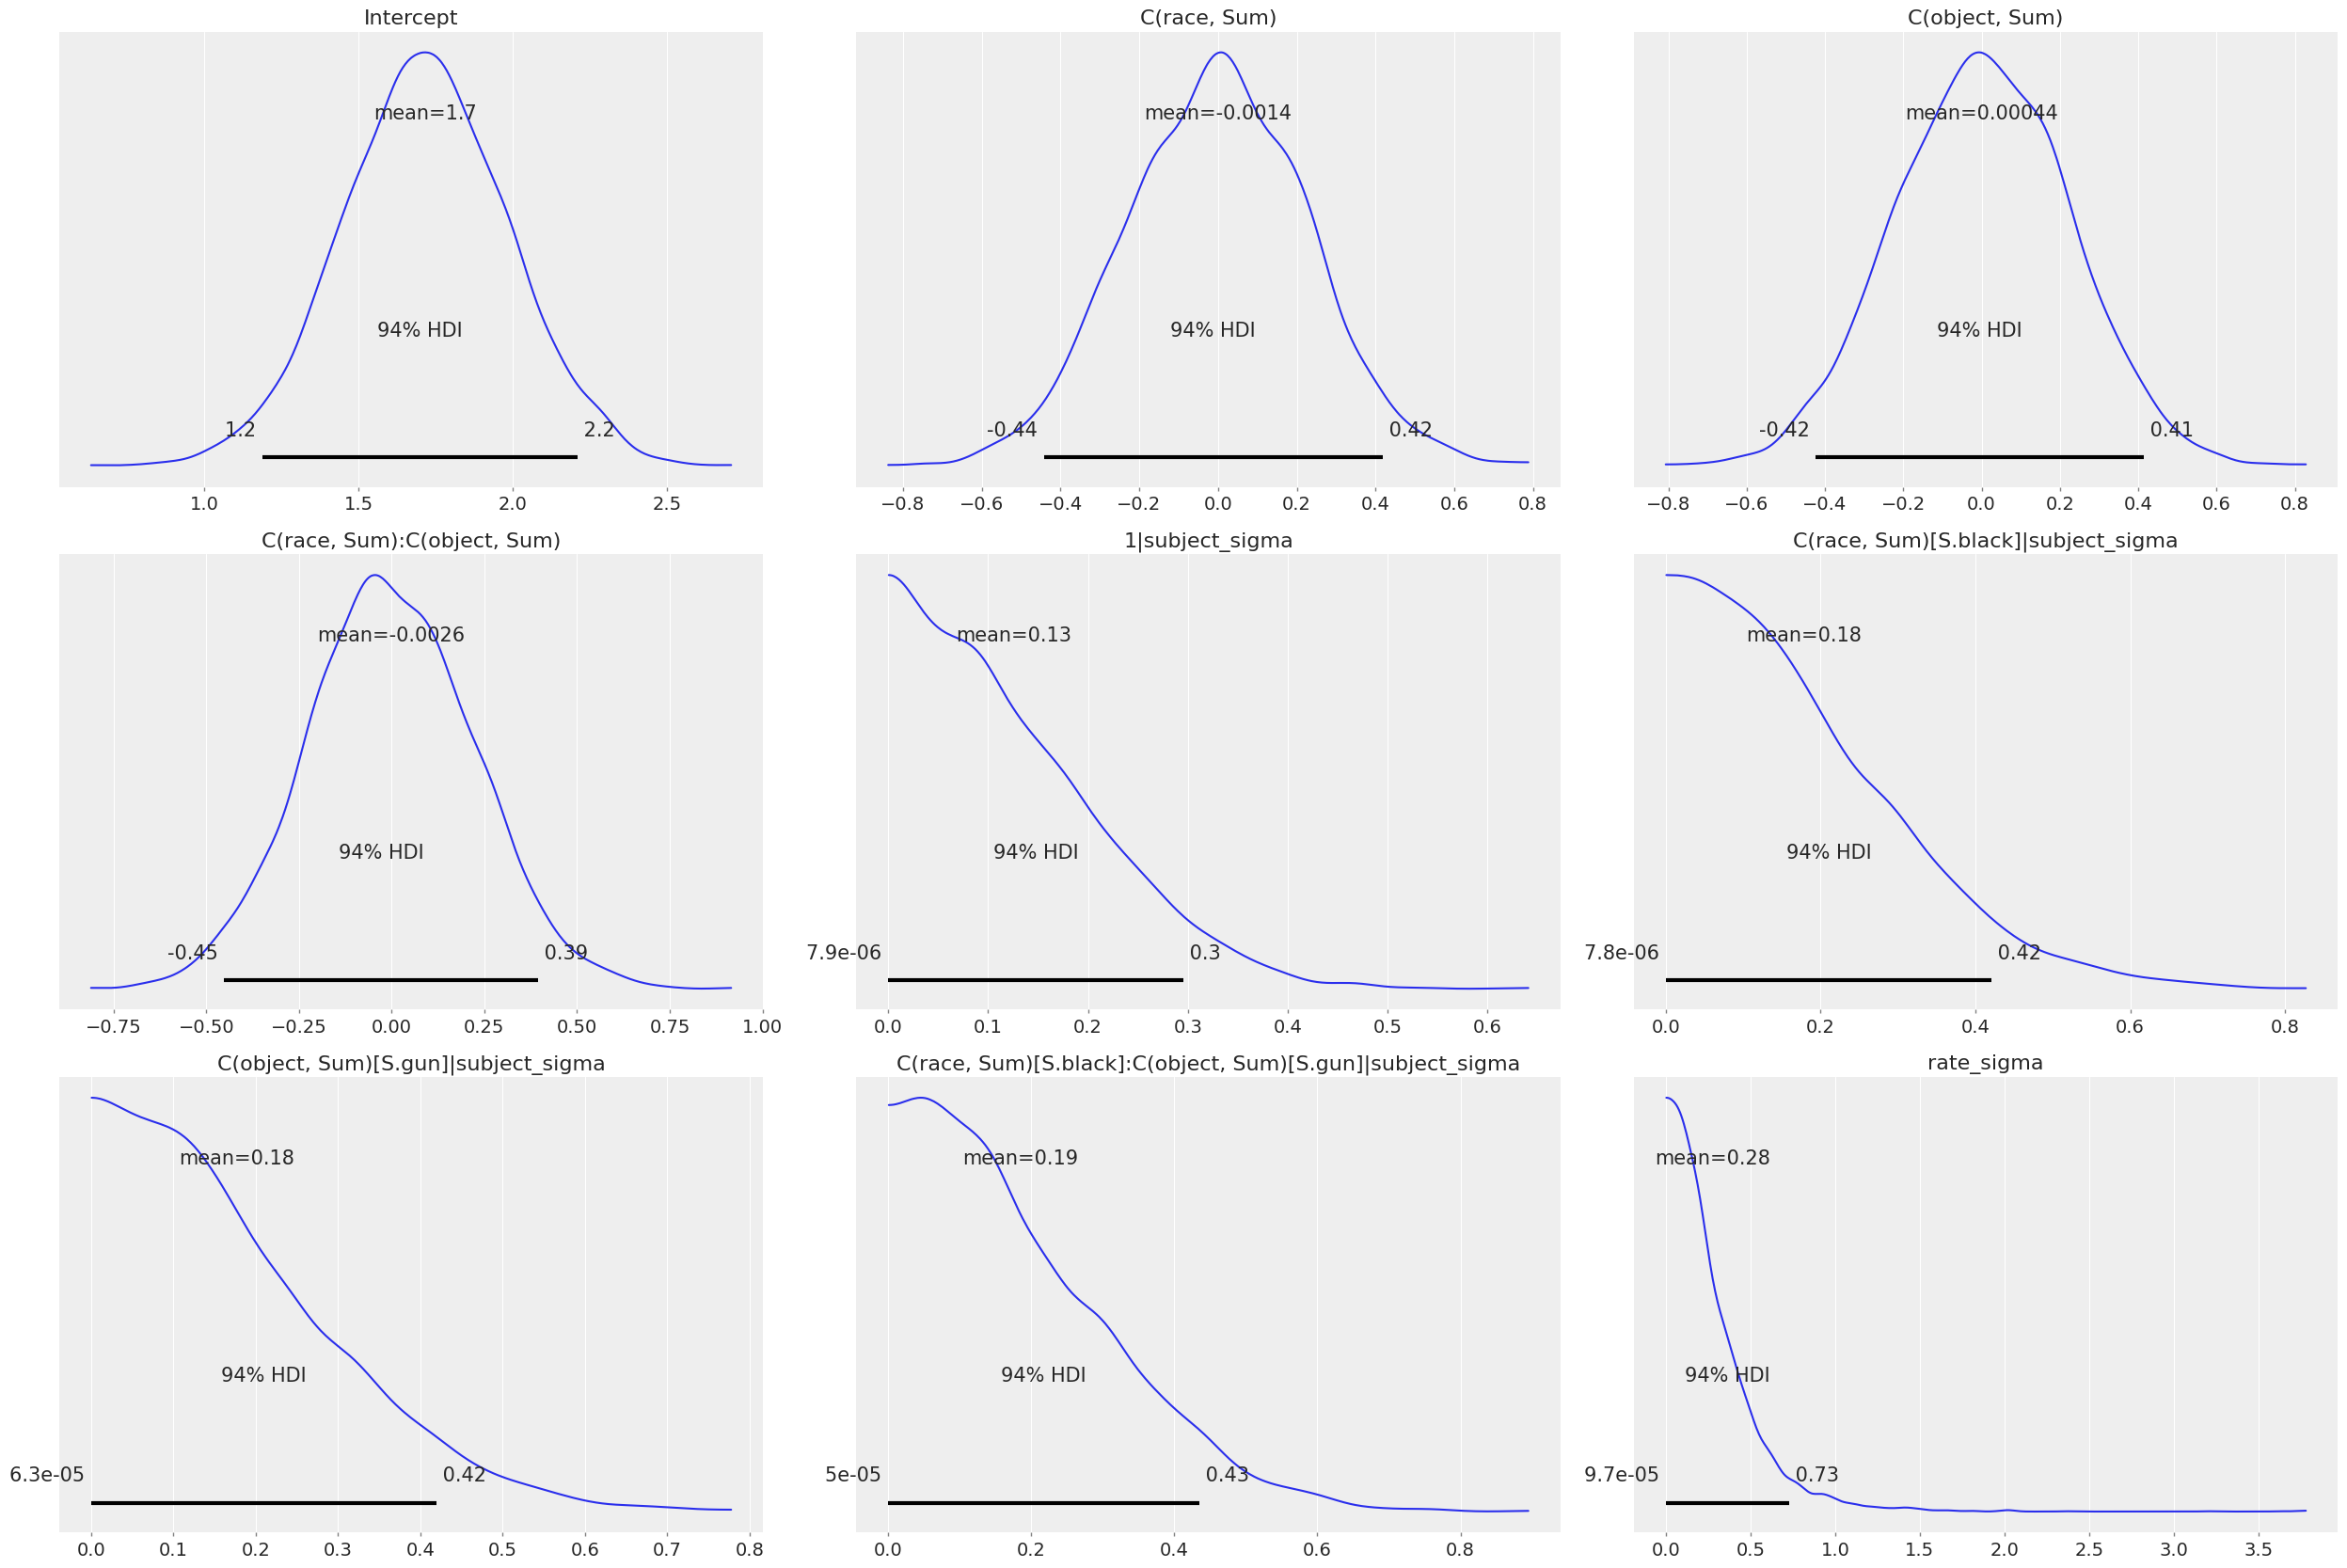 Intercept
mean=1.7
94% HDI
1.2 2.2
1.0 1.5 2.0 2.5
C(race, Sum)
mean=-0.0014
94% HDI
-0.44 0.42
−0.8 −0.6 −0.4 −0.2 0.0 0.2 0.4 0.6 0.8
C(object, Sum)
mean=0.00044
94% HDI
-0.42 0.41
−0.8 −0.6 −0.4 −0.2 0.0 0.2 0.4 0.6 0.8
C(race, Sum):C(object, Sum)
mean=-0.0026
94% HDI
-0.45 0.39
−0.75 −0.50 −0.25 0.00 0.25 0.50 0.75 1.00
1|subject_sigma
mean=0.13
94% HDI
7.9e-06 0.3
0.0 0.1 0.2 0.3 0.4 0.5 0.6
C(race, Sum)[S.black]|subject_sigma
mean=0.18
94% HDI
7.8e-06 0.42
0.0 0.2 0.4 0.6 0.8
C(object, Sum)[S.gun]|subject_sigma
mean=0.18
94% HDI
6.3e-05 0.42
0.0 0.1 0.2 0.3 0.4 0.5 0.6 0.7 0.8
C(race, Sum)[S.black]:C(object, Sum)[S.gun]|subject_sigma
mean=0.19
94% HDI
5e-05 0.43
0.0 0.2 0.4 0.6 0.8
rate_sigma
mean=0.28
94% HDI
9.7e-05 0.73
0.0 0.5 1.0 1.5 2.0 2.5 3.0 3.5